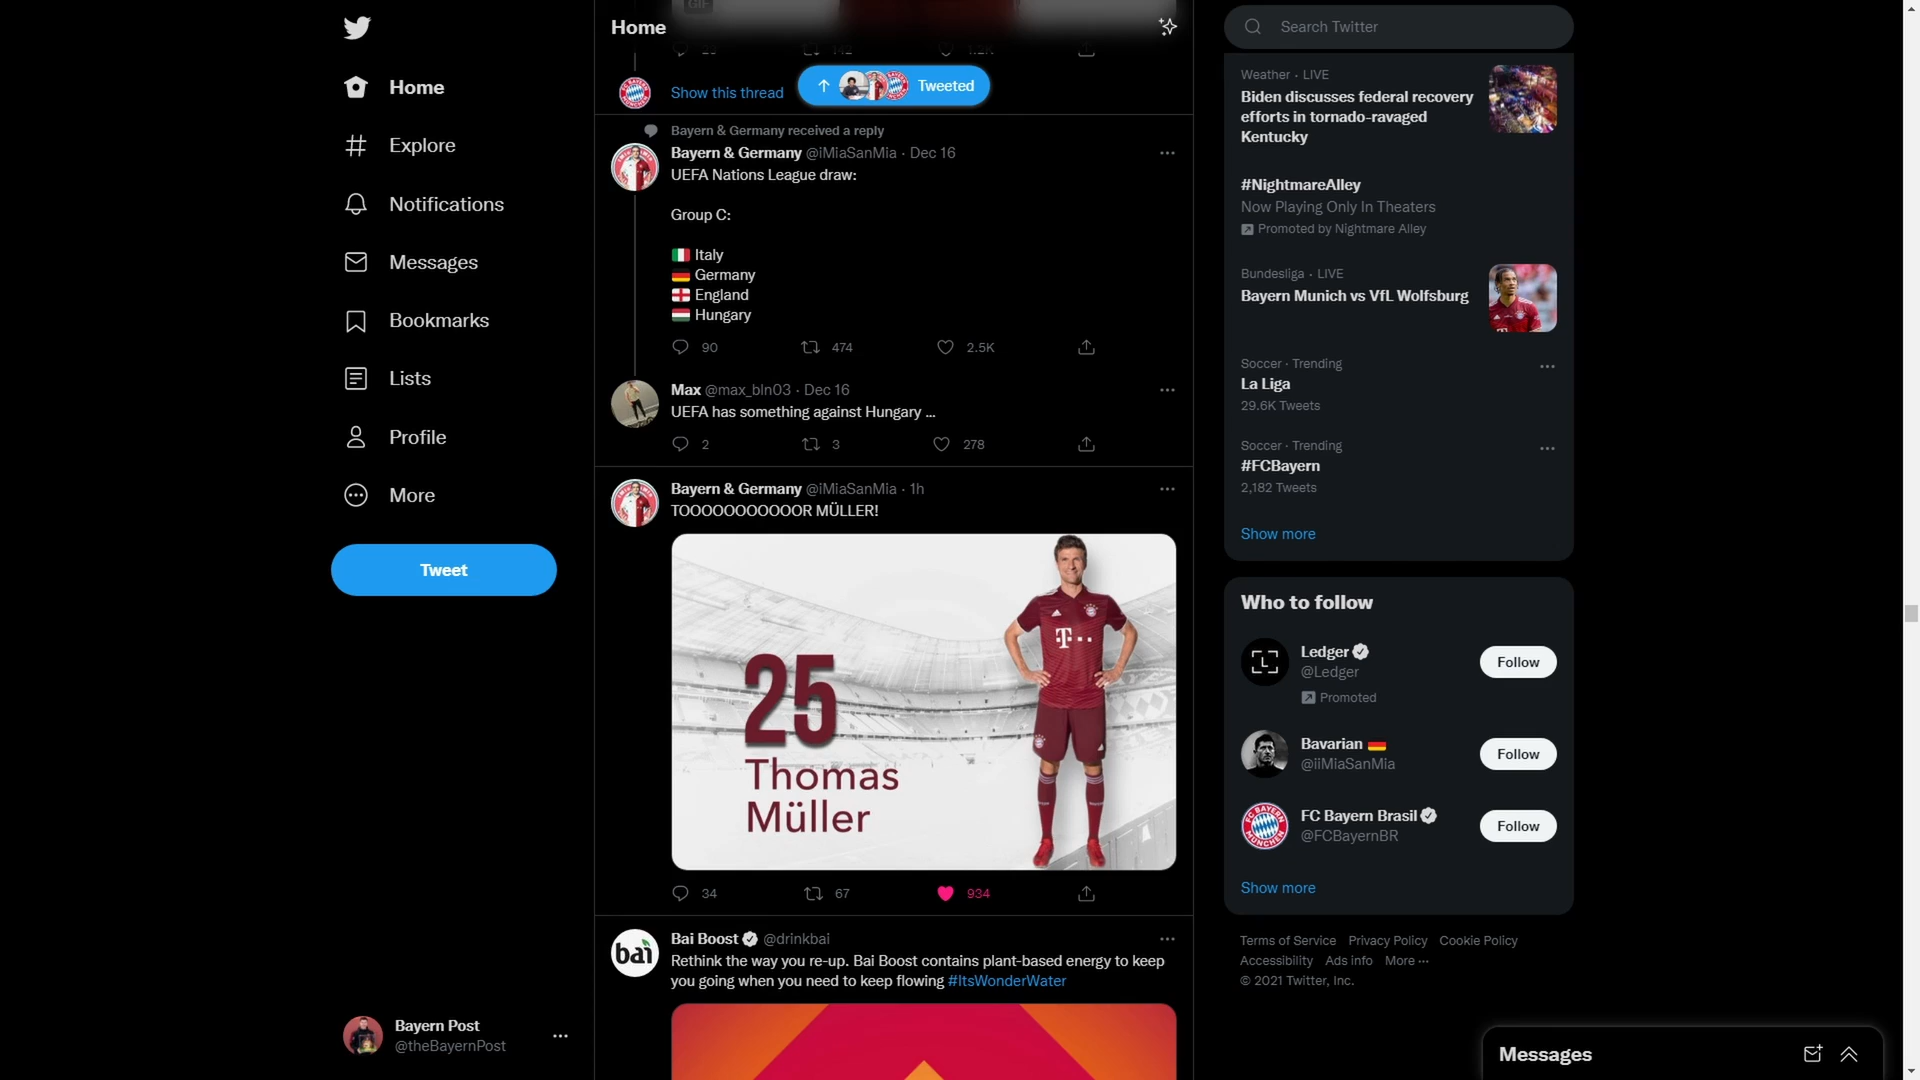 Home
Explore
Notifications
Messages
Bookmarks
Lists
Profile
More
Tweet
Bayern Post
@theBayernPost
Home
GIF
Show this thread
Tweeted
Bayern & Germany received a reply
Bayern & Germany @iMiaSanMia · Dec 16
UEFA Nations League draw:
Group C:
Italy
Germany
England
Hungary
90 474 2.5K
Max @max_bln03 · Dec 16
UEFA has something against Hungary ...
2 3 278
Bayern & Germany @iMiaSanMia · 1h
TOOOOOOOOOOOR MÜLLER!
25
Thomas
Müller
34 67 934
bai
Bai Boost @drinkbai
Rethink the way you re-up. Bai Boost contains plant-based energy to keep
you going when you need to keep flowing #ItsWonderWater
Search Twitter
Weather · LIVE
Biden discusses federal recovery
efforts in tornado-ravaged
Kentucky
#NightmareAlley
Now Playing Only In Theaters
Promoted by Nightmare Alley
Bundesliga · LIVE
Bayern Munich vs VfL Wolfsburg
Soccer · Trending
La Liga
29.6K Tweets
Soccer · Trending
#FCBayern
2,182 Tweets
Show more
Who to follow
Ledger
@Ledger
Promoted
Follow
Bavarian
@iiMiaSanMia
Follow
FC Bayern Brasil
@FCBayernBR
Follow
Show more
Terms of Service Privacy Policy Cookie Policy
Accessibility Ads info More ···
© 2021 Twitter, Inc.
Messages